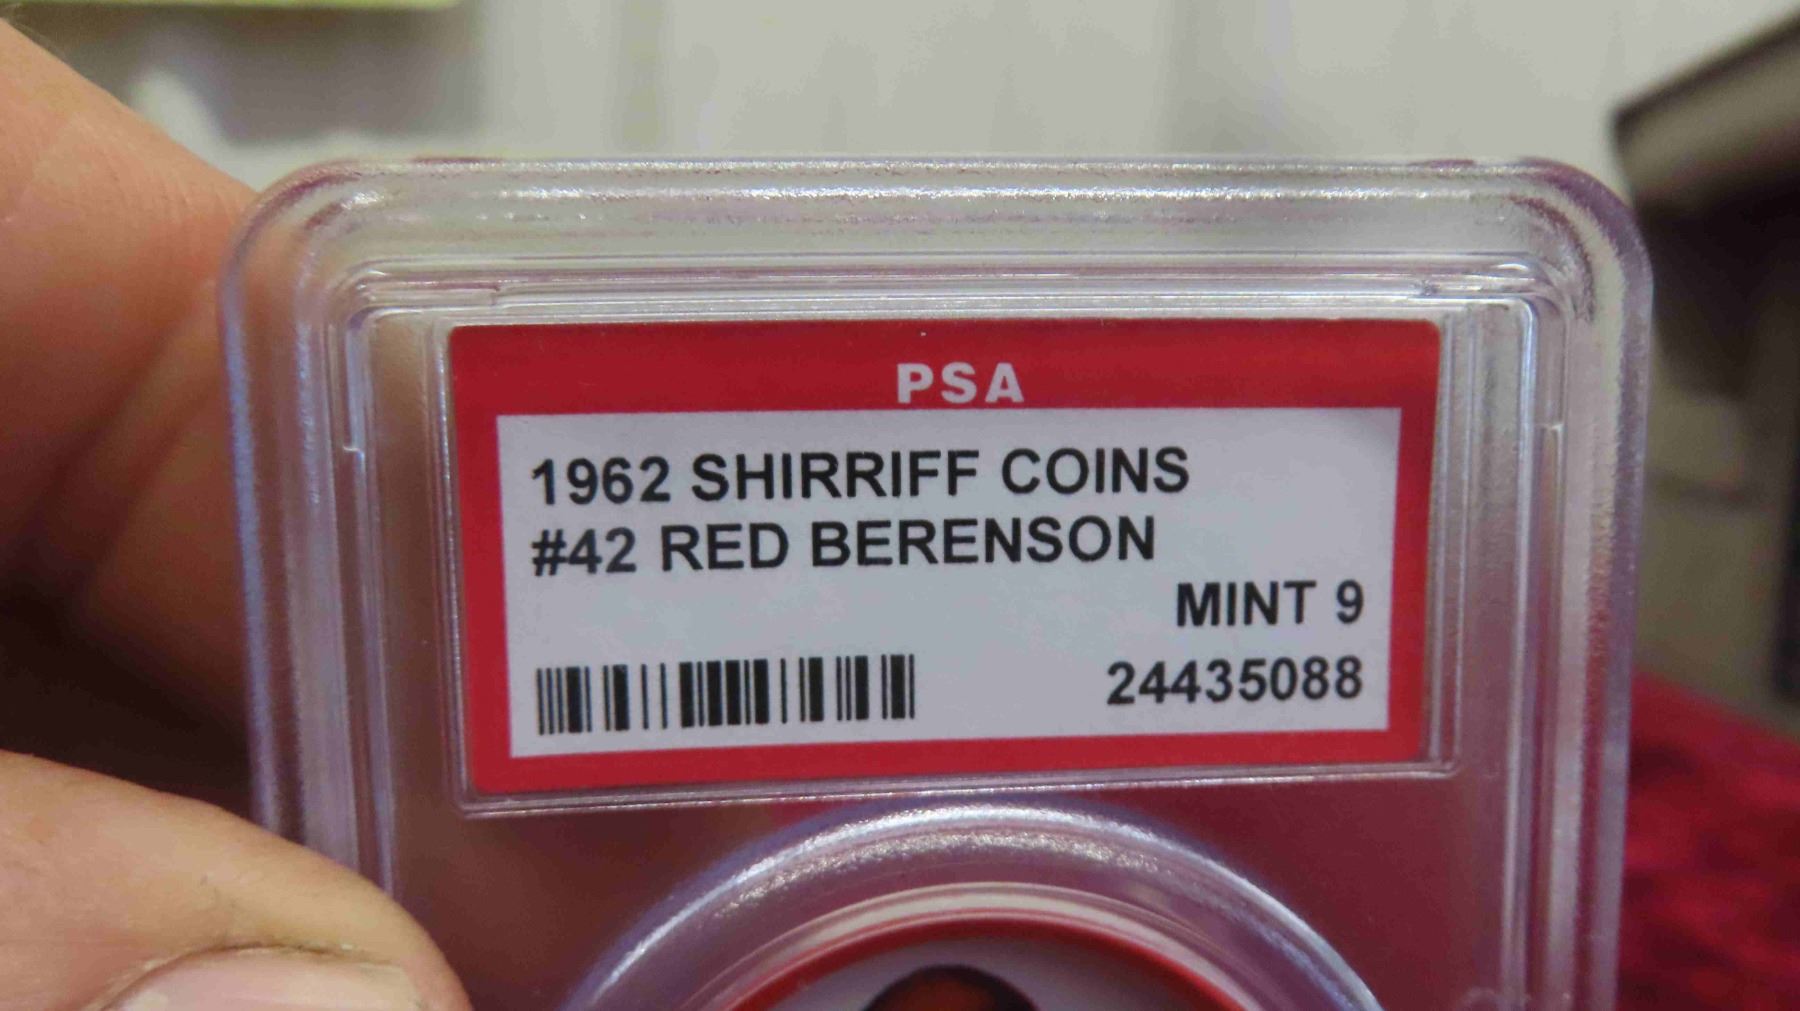 PSA
1962 SHIRRIFF COINS
#42 RED BERENSON
MINT 9
24435088